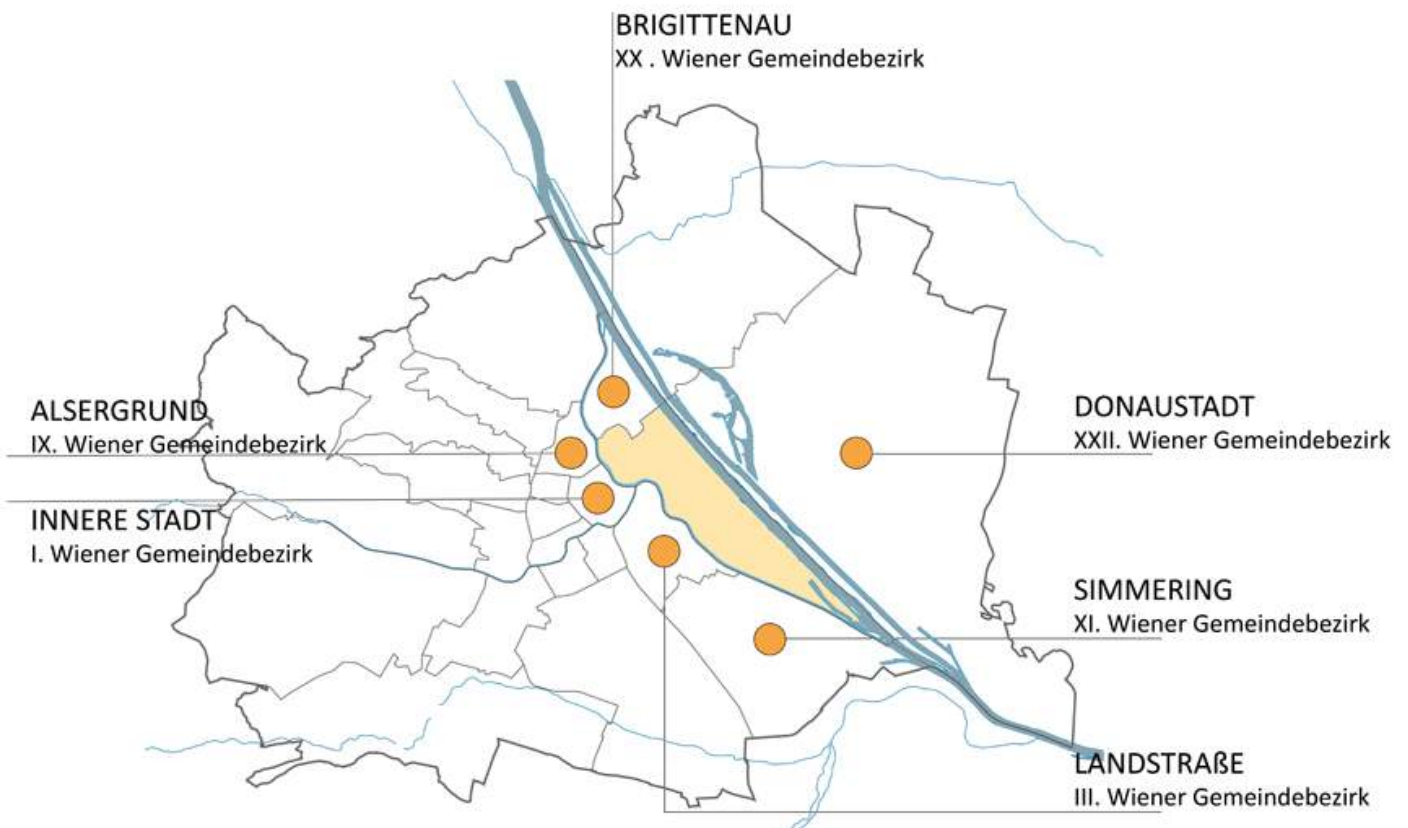 BRIGITTENAU
XX . Wiener Gemeindebezirk
ALSERGRUND
IX. Wiener Gemeindebezirk
INNERE STADT
I. Wiener Gemeindebezirk
DONAUSTADT
XXII. Wiener Gemeindebezirk
SIMMERING
XI. Wiener Gemeindebezirk
LANDSTRAßE
III. Wiener Gemeindebezirk